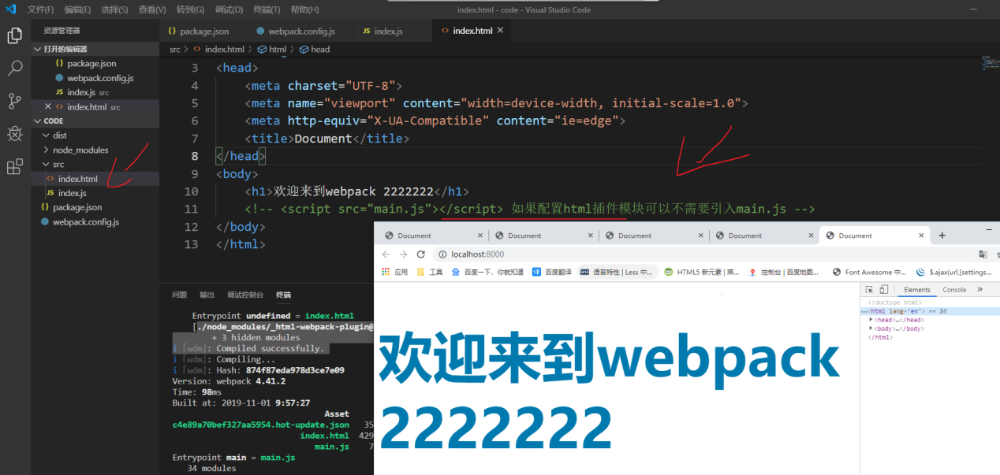 文件(F) 编辑(E) 选择(S) 查看(V) 转到(G) 调试(D) 终端(T) 帮助(H)
index.html - code - Visual Studio Code
资源管理器
打开的编辑器
{} package.json
webpack.config.js
JS index.js src
<> index.html src
CODE
dist
node_modules
src
<> index.html
JS index.js
{} package.json
webpack.config.js
{} package.json
webpack.config.js
JS index.js
<> index.html
src > <> index.html > html > head
3 <head>
4 <meta charset="UTF-8">
5 <meta name="viewport" content="width=device-width, initial-scale=1.0">
6 <meta http-equiv="X-UA-Compatible" content="ie=edge">
7 <title>Document</title>
8 </head>
9 <body>
10 <h1>欢迎来到webpack 2222222</h1>
11 <!-- <script src="main.js"></script> 如果配置html插件模块可以不需要引入main.js -->
12 </body>
13 </html>
问题 输出 调试控制台 终端
Entrypoint undefined = index.html
[./node_modules/_html-webpack-plugin@
+ 3 hidden modules
i 「wdm」: Compiled successfully.
i 「wdm」: Compiling...
i 「wdm」: Hash: 874f87eda978d3ce7e09
Version: webpack 4.41.2
Time: 98ms
Built at: 2019-11-01 9:57:27
Asset
c4e89a70bef327aa5954.hot-update.json 35
index.html 429
main.js 7
Entrypoint main = main.js
34 modules
Document
Document
Document
Document
Document
localhost:8000
应用 工具 百度一下,你就知道 百度翻译 语言特性 | Less 中... HTML5 新元素 | 菜... 控制台 | 百度地图... Font Awesome 中... $.ajax(url,[settings...
欢迎来到webpack
2222222
Elements Console »
<!doctype html>
...<html lang="en"> == $0
<head>…</head>
<body>…</body>
</html>